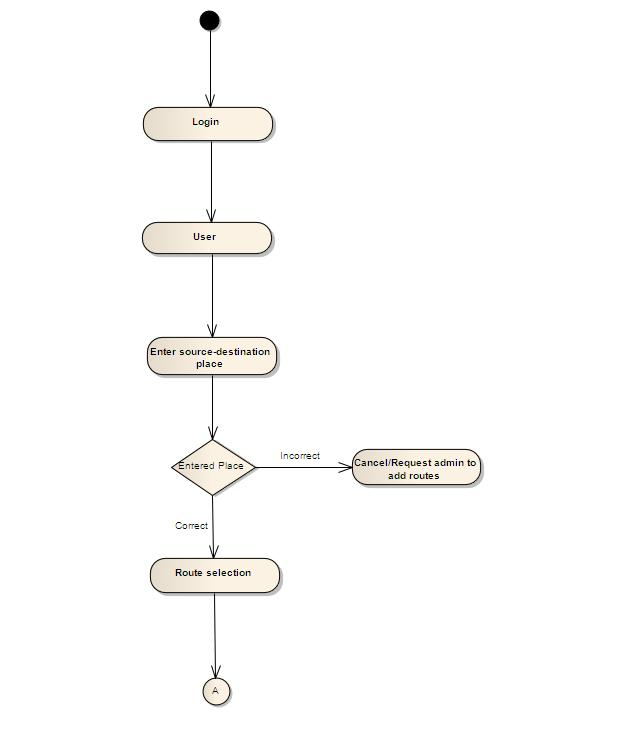 Login
User
Enter source-destination
place
Entered Place
Incorrect
Cancel/Request admin to
add routes
Correct
Route selection
A